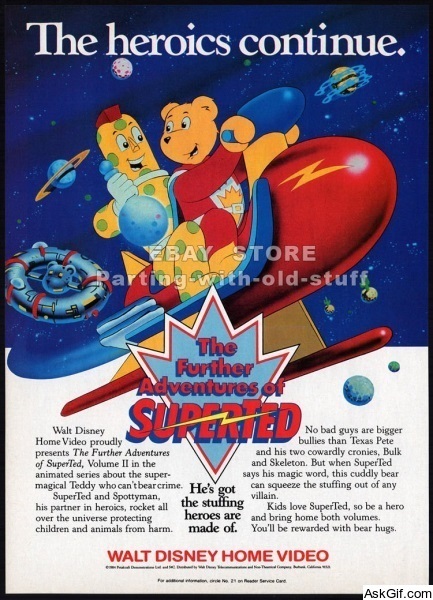 The heroics continue.
EBAY STORE
Parting-with-old-stuff
The
Further
Adventures of
SUPERTED
Walt Disney
Home Video proudly
presents The Further Adventures
of SuperTed, Volume II in the
animated series about the super-
magical Teddy who can't bear crime.
SuperTed and Spottyman,
his partner in heroics, rocket all
over the universe protecting
children and animals from harm.
He's got
the stuffing
heroes are
made of.
No bad guys are bigger
bullies than Texas Pete
and his two cowardly cronies, Bulk
and Skeleton. But when SuperTed
says his magic word, this cuddly bear
can squeeze the stuffing out of any
villain.
Kids love SuperTed, so be a hero
and bring home both volumes.
You'll be rewarded with bear hugs.
WALT DISNEY HOME VIDEO
For additional information, circle No. 21 on Reader Service Card.
AskGif.com